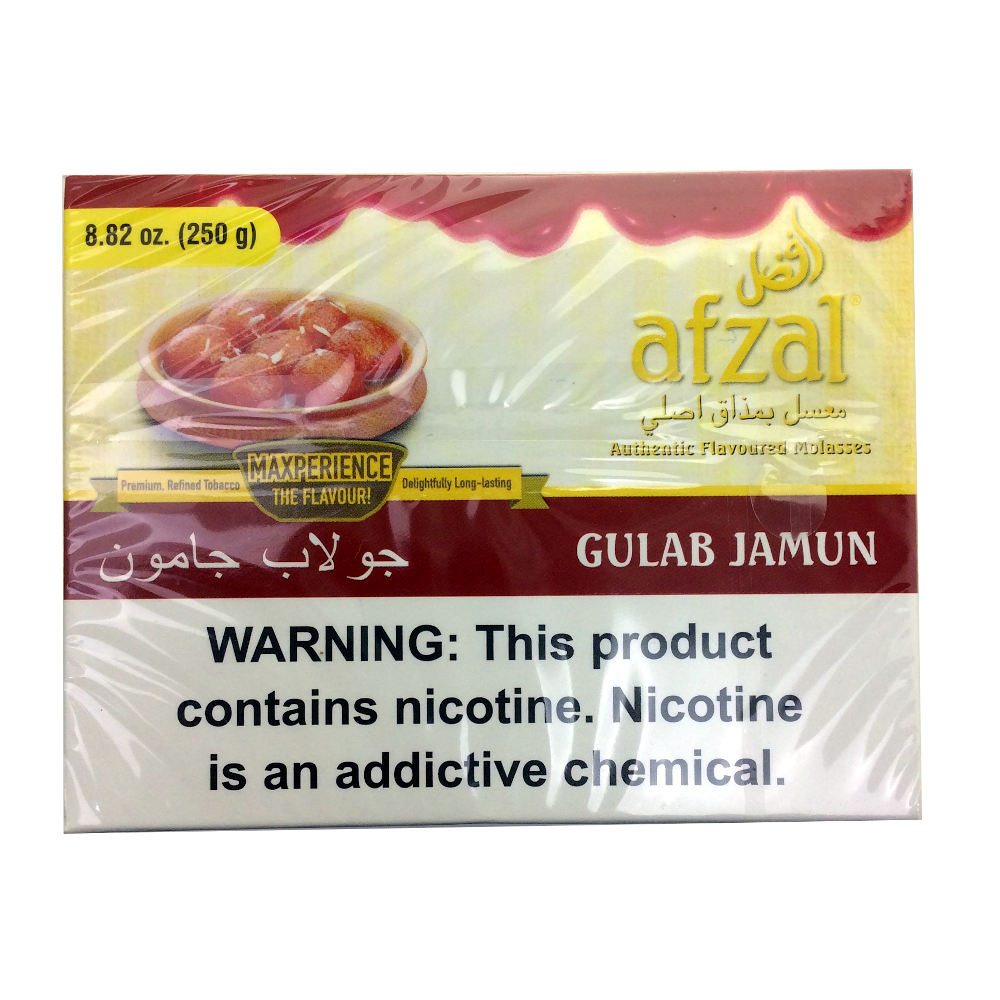 8.82 oz. (250 g)
افضل
afzal®
معسل بمذاق اصلي
Authentic Flavoured Molasses
MAXPERIENCE
THE FLAVOUR!
Premium, Refined Tobacco
Delightfully Long-lasting
جولاب جامون
GULAB JAMUN
WARNING: This product
contains nicotine. Nicotine
is an addictive chemical.